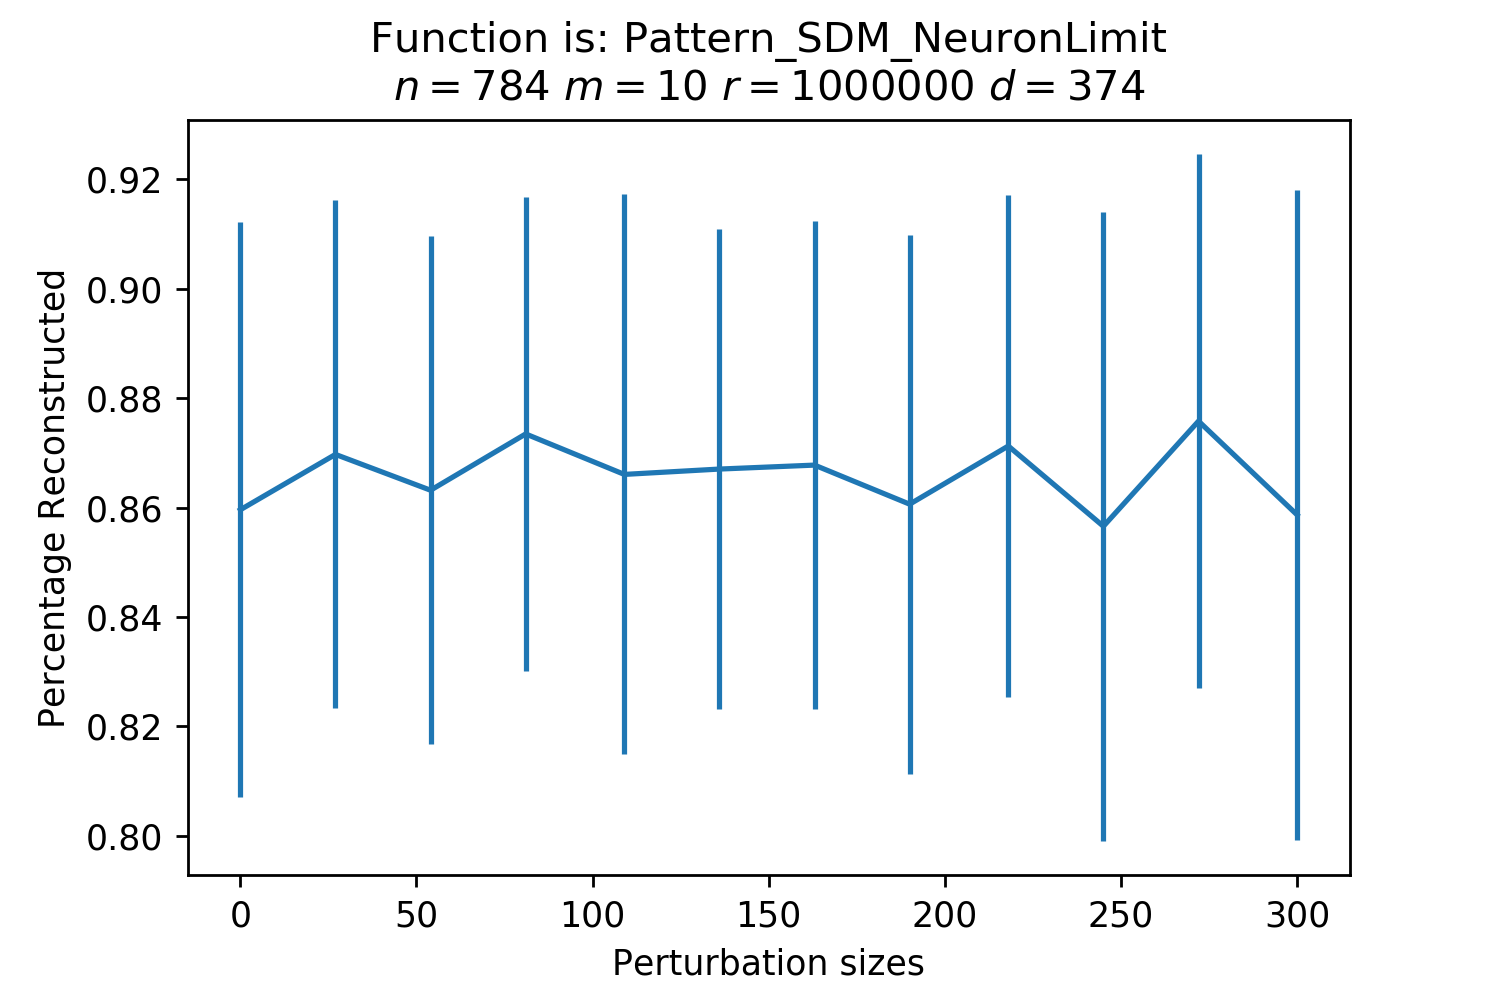 Function is: Pattern_SDM_NeuronLimit
n = 784 m = 10 r = 1000000 d = 374
Percentage Reconstructed
0.92
0.90
0.88
0.86
0.84
0.82
0.80
0 50 100 150 200 250 300
Perturbation sizes